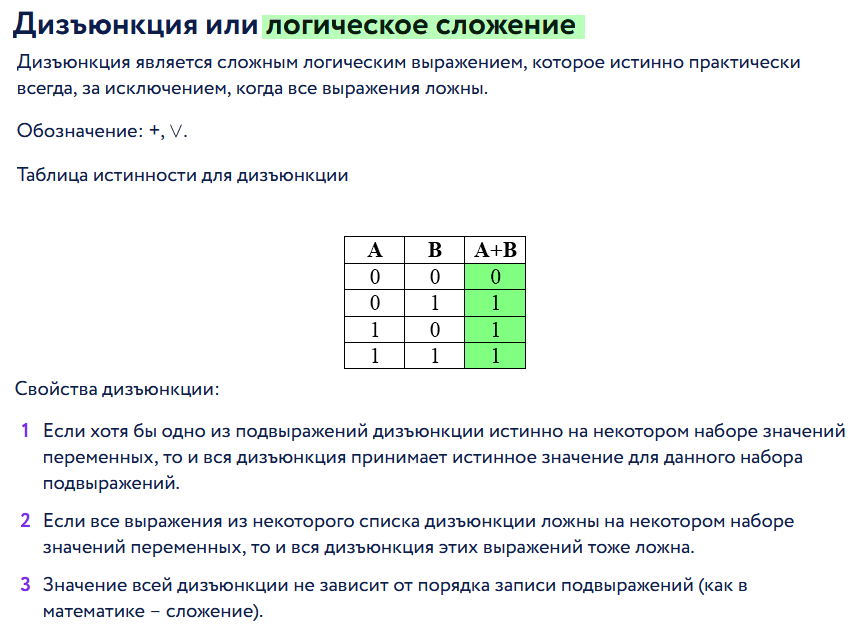 Дизъюнкция или логическое сложение
Дизъюнкция является сложным логическим выражением, которое истинно практически
всегда, за исключением, когда все выражения ложны.
Обозначение: +, ∨.
Таблица истинности для дизъюнкции
A B A+B
0 0 0
0 1 1
1 0 1
1 1 1
Свойства дизъюнкции:
1 Если хотя бы одно из подвыражений дизъюнкции истинно на некотором наборе значений
переменных, то и вся дизъюнкция принимает истинное значение для данного набора
подвыражений.
2 Если все выражения из некоторого списка дизъюнкции ложны на некотором наборе
значений переменных, то и вся дизъюнкция этих выражений тоже ложна.
3 Значение всей дизъюнкции не зависит от порядка записи подвыражений (как в
математике – сложение).